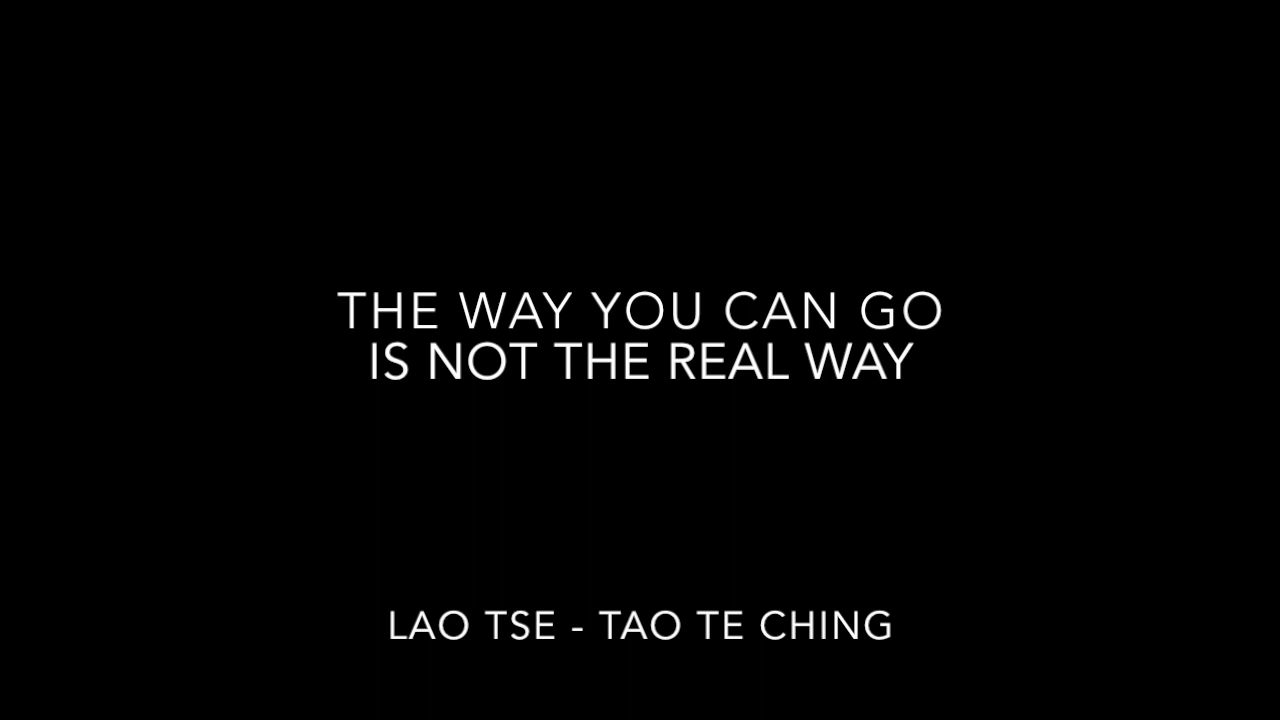 THE WAY YOU CAN GO
IS NOT THE REAL WAY
LAO TSE - TAO TE CHING